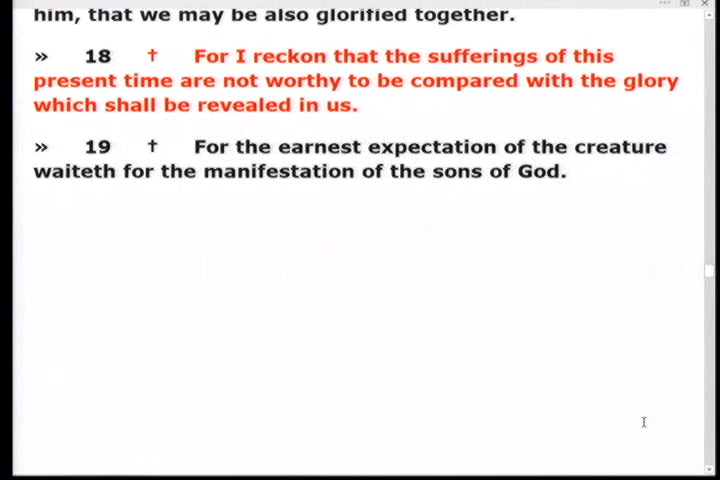 him, that we may be also glorified together.
» 18 † For I reckon that the sufferings of this
present time are not worthy to be compared with the glory
which shall be revealed in us.
» 19 † For the earnest expectation of the creature
waiteth for the manifestation of the sons of God.